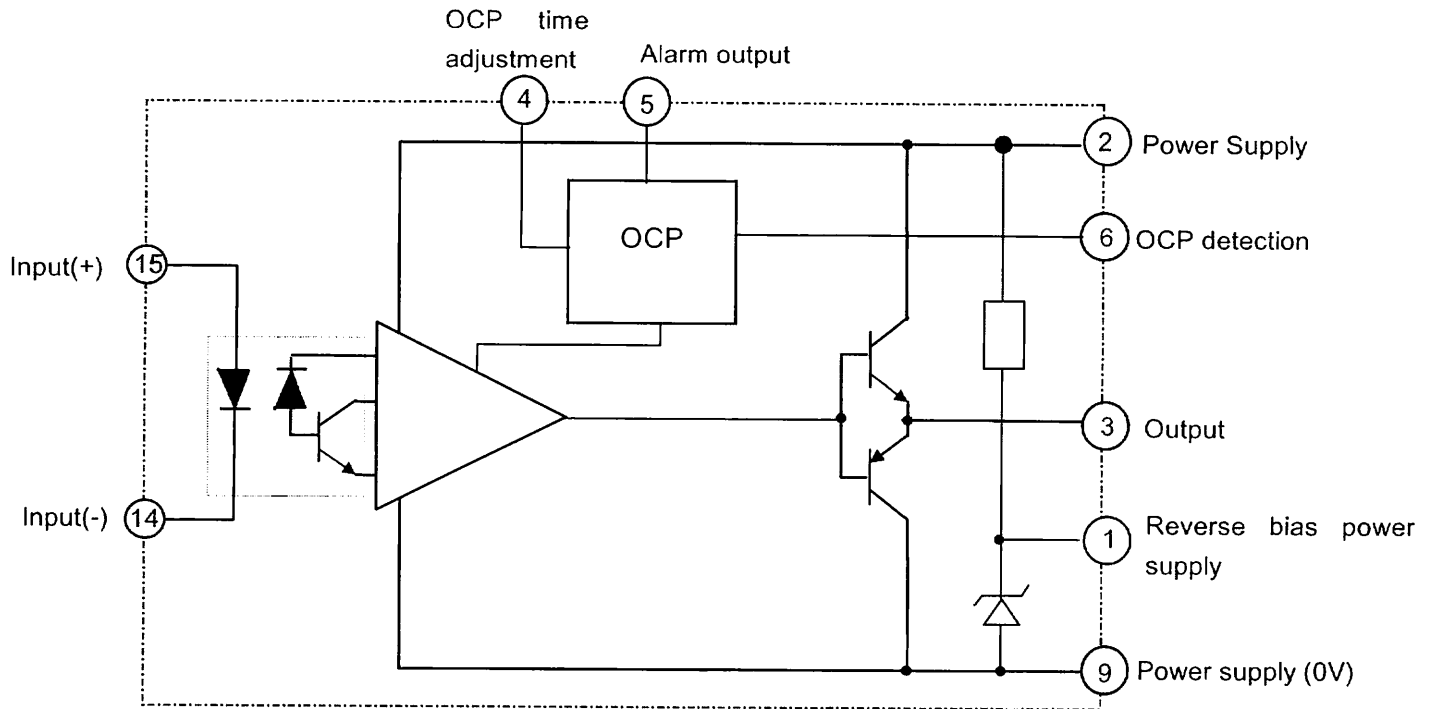 OCP time
adjustment
Alarm output
4
5
2
Power Supply
OCP
6
OCP detection
Input(+)
15
3
Output
Input(-)
14
1
Reverse bias power
supply
9
Power supply (0V)